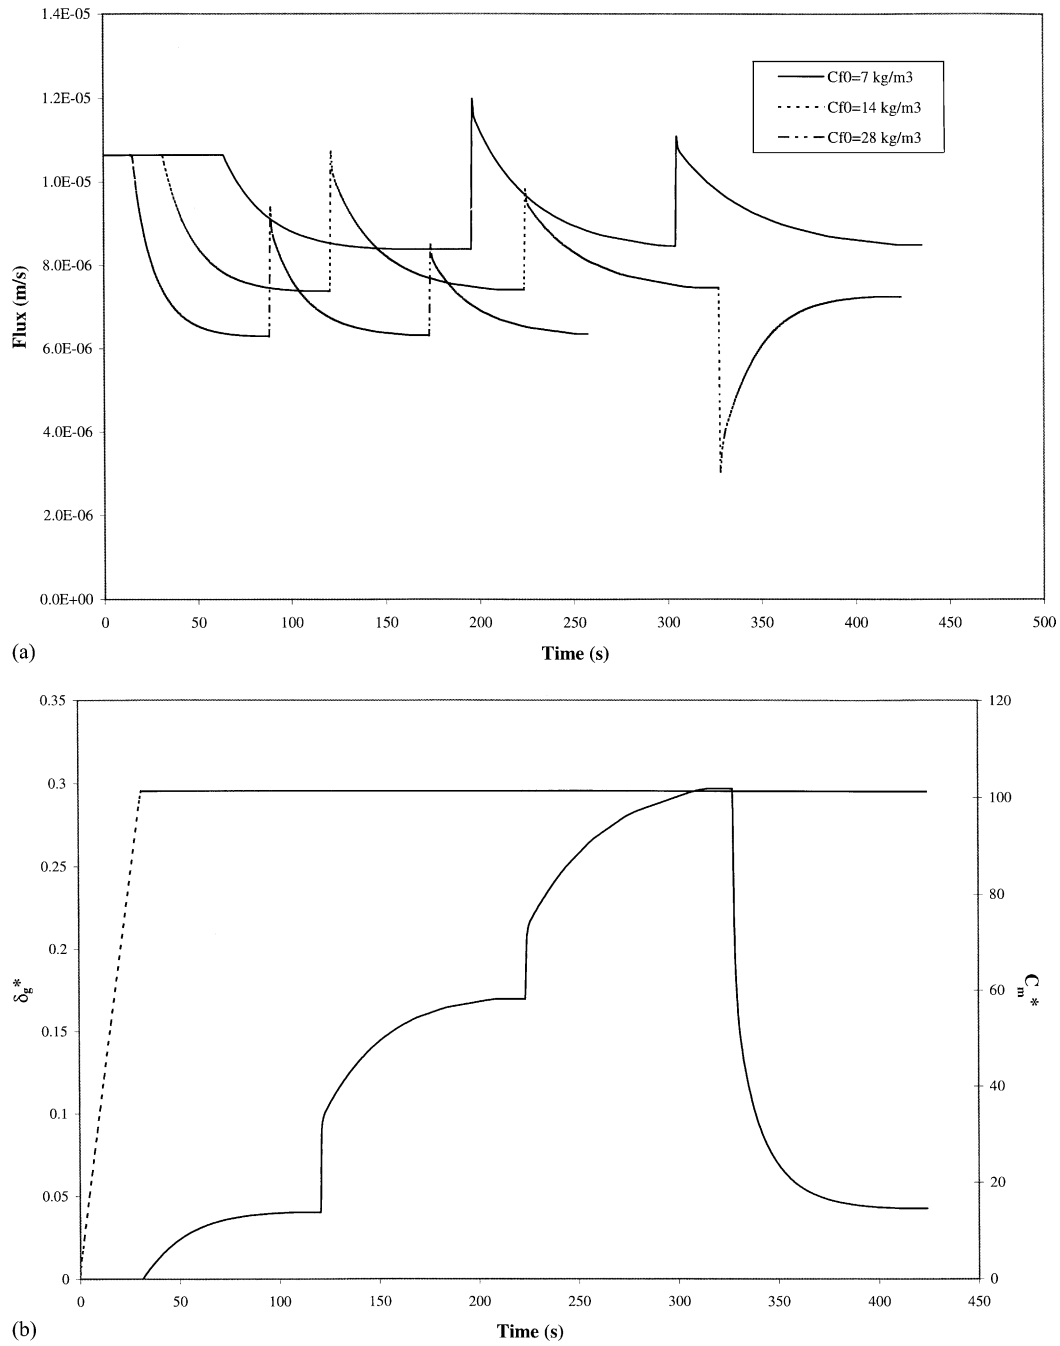 1.4E-05
1.2E-05
1.0E-05
8.0E-06
6.0E-06
4.0E-06
2.0E-06
0.0E+00
Flux (m/s)
Cf0=7 kg/m3
Cf0=14 kg/m3
Cf0=28 kg/m3
0 50 100 150 200 250 300 350 400 450 500
Time (s)
(a)
0.35
0.3
0.25
0.2
0.15
0.1
0.05
0
δg*
120
100
80
60
40
20
0
Cm*
0 50 100 150 200 250 300 350 400 450
Time (s)
(b)